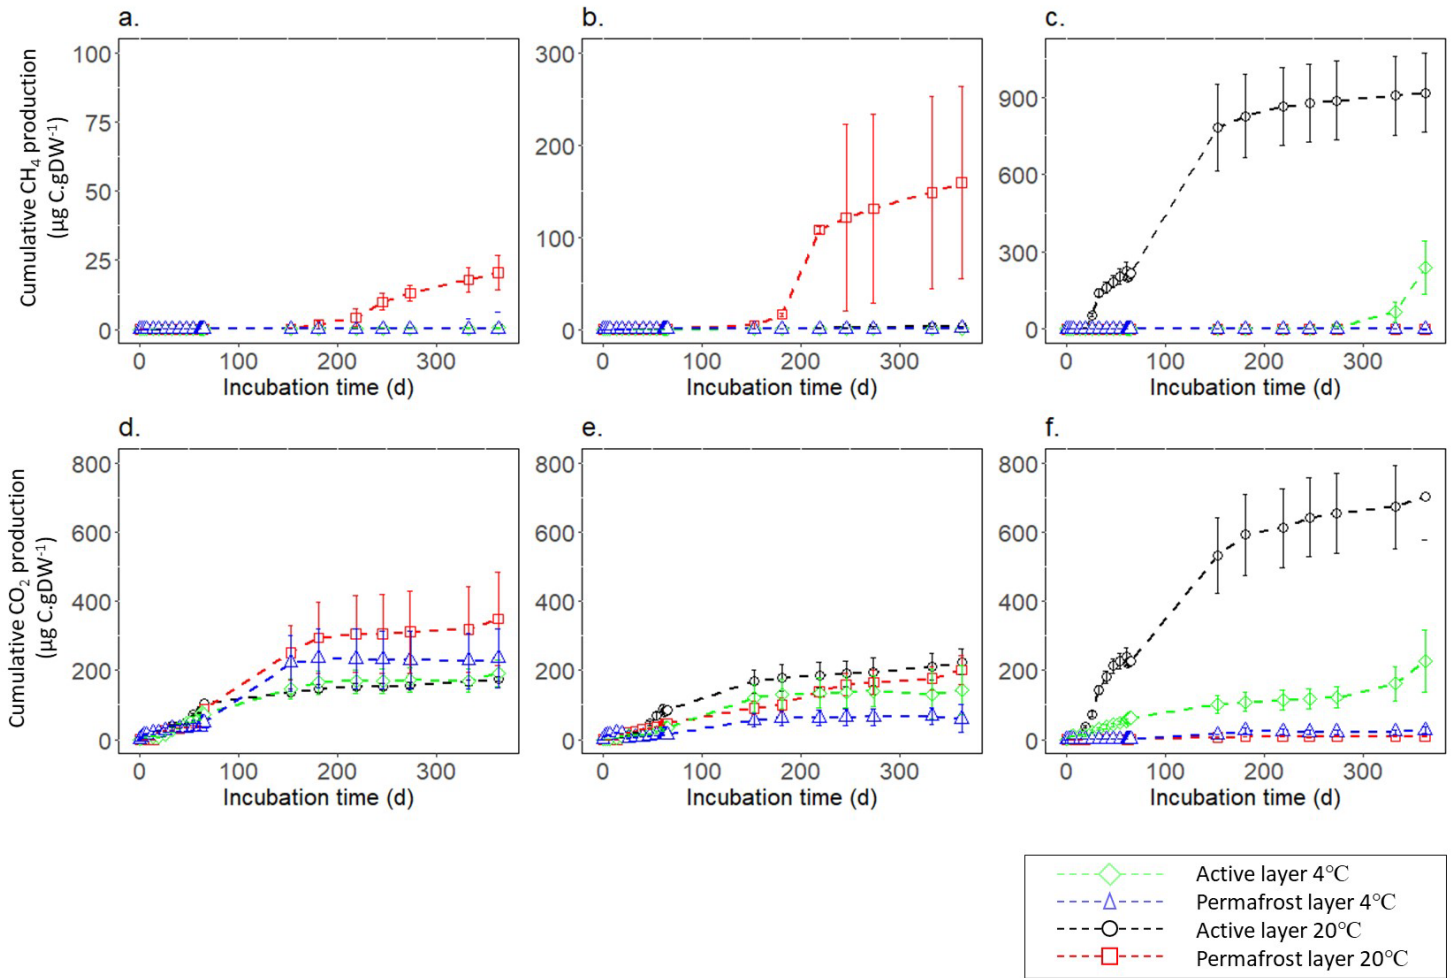 a.
b.
c.
Cumulative CH4 production
(µg C.gDW-1)
100
75
50
25
0
300
200
100
0
900
600
300
0
0 100 200 300
0 100 200 300
0 100 200 300
Incubation time (d)
Incubation time (d)
Incubation time (d)
d.
e.
f.
Cumulative CO2 production
(µg C.gDW-1)
800
600
400
200
0
800
600
400
200
0
800
600
400
200
0
0 100 200 300
0 100 200 300
0 100 200 300
Incubation time (d)
Incubation time (d)
Incubation time (d)
Active layer 4℃
Permafrost layer 4℃
Active layer 20℃
Permafrost layer 20℃